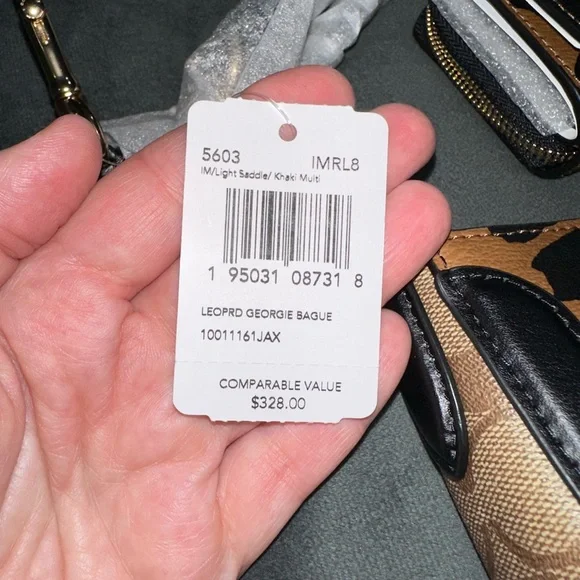 5603 IMRL8
IM/Light Saddle/ Khaki Multi
1 95031 08731 8
LEOPRD GEORGIE BAGUE
10011161JAX
COMPARABLE VALUE
$328.00